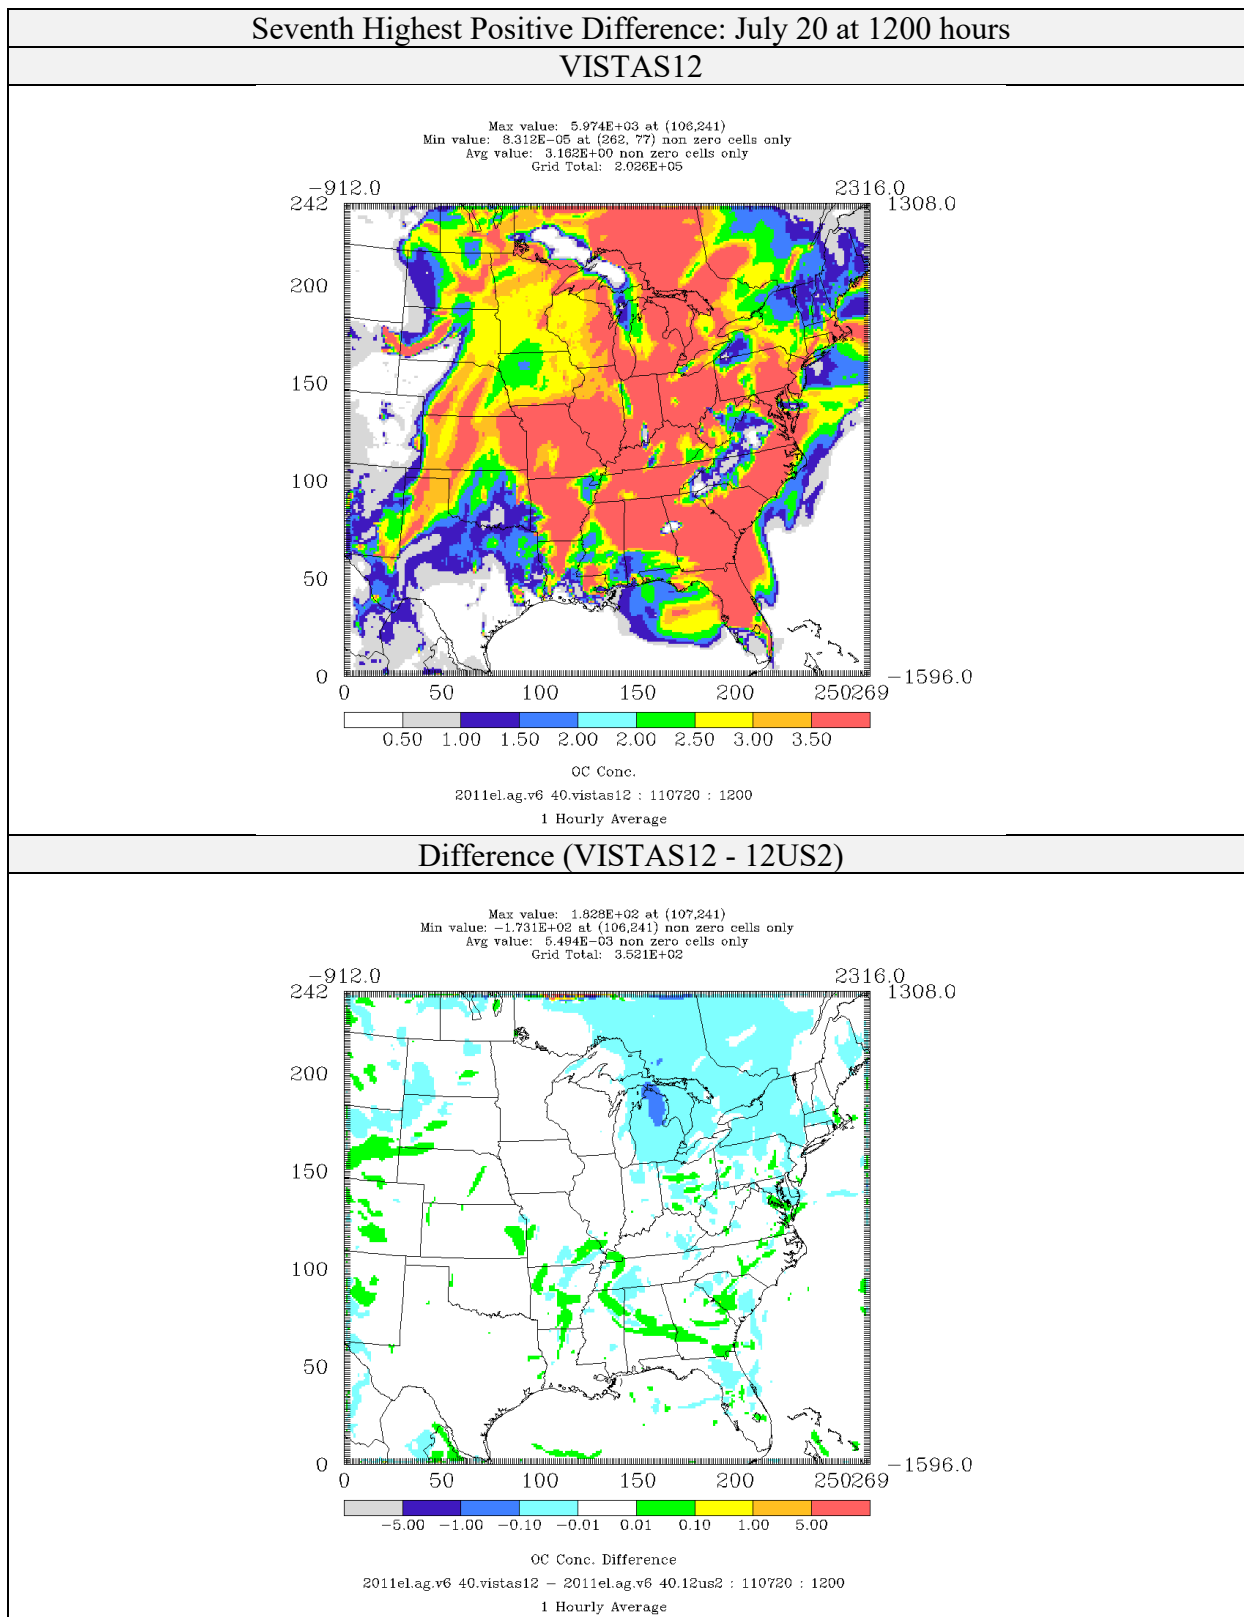 Seventh Highest Positive Difference: July 20 at 1200 hours
VISTAS12
Max value: 5.974E+03 at (106,241)
Min value: 8.312E-05 at (262, 77) non zero cells only
Avg value: 3.162E+00 non zero cells only
Grid Total: 2.026E+05
-912.0 2316.0
242 1308.0
200
150
100
50
0 -1596.0
0 50 100 150 200 250269
0.50 1.00 1.50 2.00 2.00 2.50 3.00 3.50
OC Conc.
2011el.ag.v6 40.vistas12 : 110720 : 1200
1 Hourly Average
Difference (VISTAS12 - 12US2)
Max value: 1.828E+02 at (107,241)
Min value: -1.731E+02 at (106,241) non zero cells only
Avg value: 5.494E-03 non zero cells only
Grid Total: 3.521E+02
-912.0 2316.0
242 1308.0
200
150
100
50
0 -1596.0
0 50 100 150 200 250269
-5.00 -1.00 -0.10 -0.01 0.01 0.10 1.00 5.00
OC Conc. Difference
2011el.ag.v6 40.vistas12 - 2011el.ag.v6 40.12us2 : 110720 : 1200
1 Hourly Average